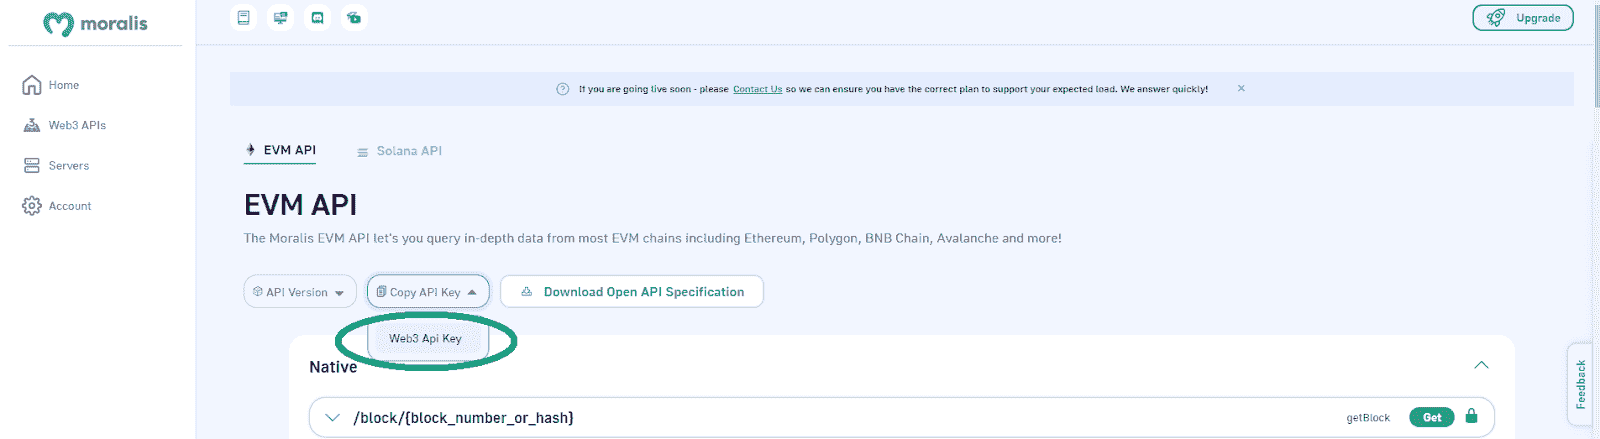 moralis
Upgrade
Home
Web3 APIs
Servers
Account
If you are going live soon - please Contact Us so we can ensure you have the correct plan to support your expected load. We answer quickly!
EVM API
Solana API
EVM API
The Moralis EVM API let's you query in-depth data from most EVM chains including Ethereum, Polygon, BNB Chain, Avalanche and more!
API Version
Copy API Key
Download Open API Specification
Web3 Api Key
Native
/block/{block_number_or_hash}
getBlock
Get
Feedback